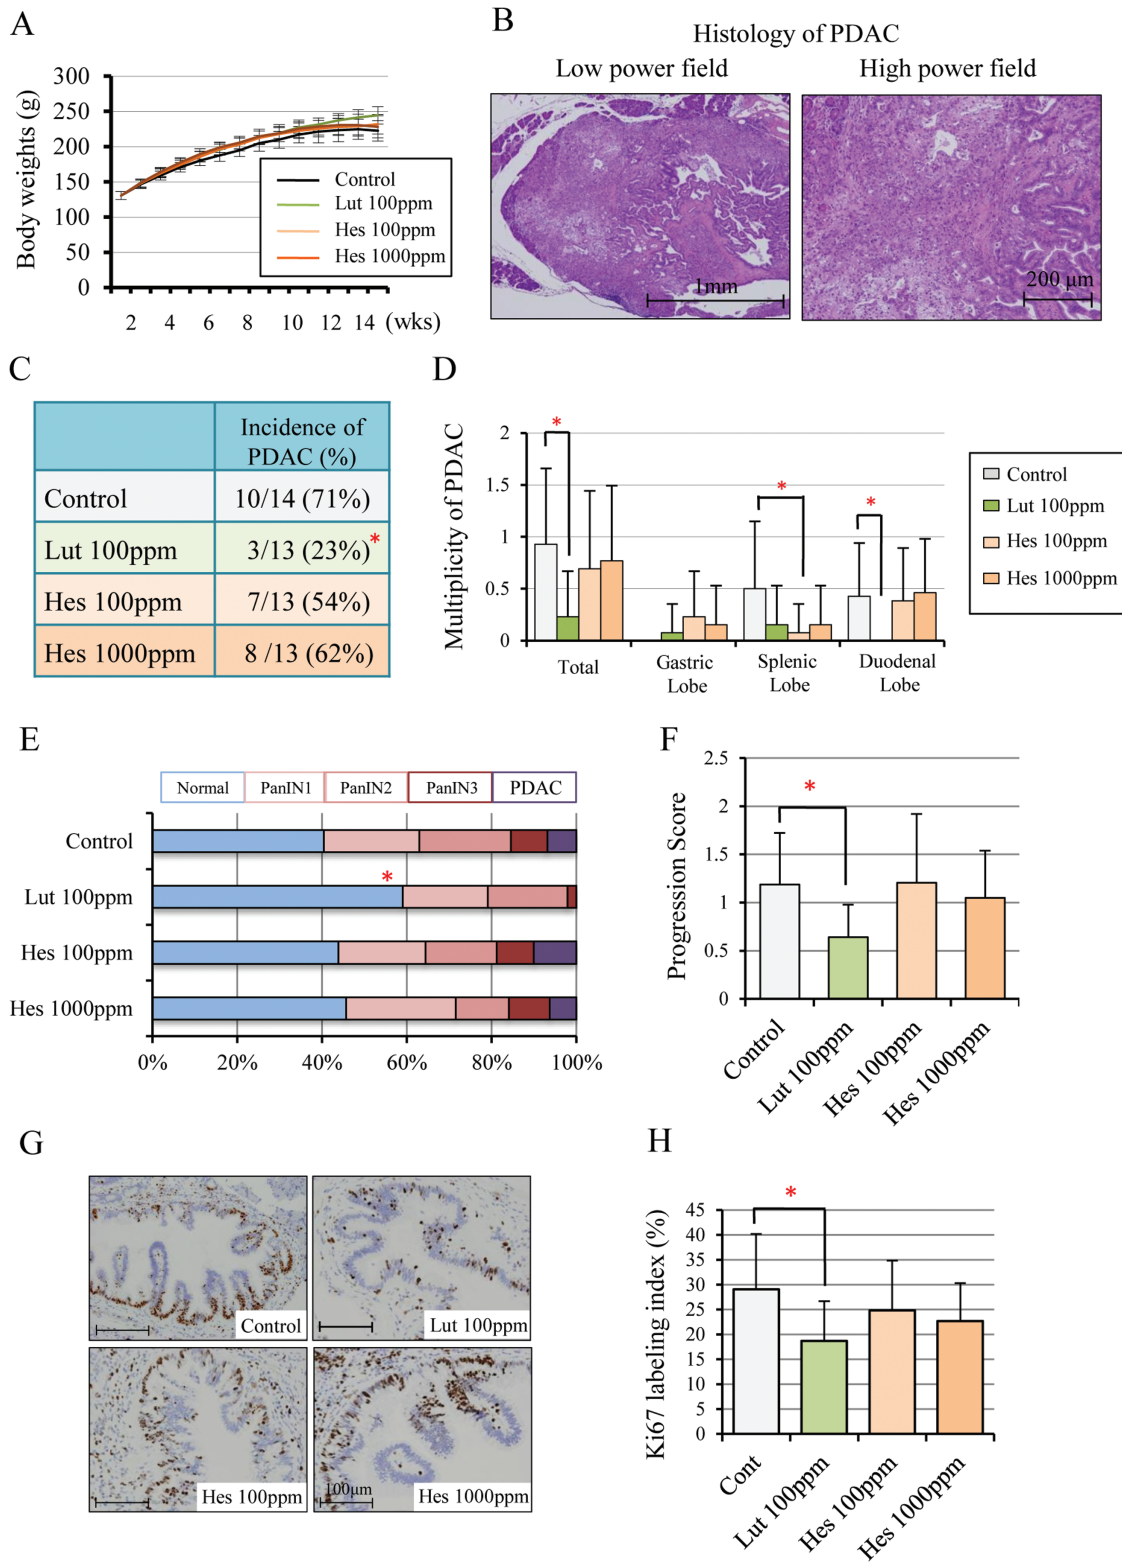 A
300
250
200
150
100
50
0
Body weights (g)
Control
Lut 100ppm
Hes 100ppm
Hes 1000ppm
2 4 6 8 10 12 14 (wks)
B
Histology of PDAC
Low power field
High power field
1mm
200 μm
C
Incidence of
PDAC (%)
Control 10/14 (71%)
Lut 100ppm 3/13 (23%)*
Hes 100ppm 7/13 (54%)
Hes 1000ppm 8 /13 (62%)
D
Multiplicity of PDAC
2
1.5
1
0.5
0
*
*
*
Total
Gastric
Lobe
Splenic
Lobe
Duodenal
Lobe
Control
Lut 100ppm
Hes 100ppm
Hes 1000ppm
E
Normal PanIN1 PanIN2 PanIN3 PDAC
Control
*
Lut 100ppm
Hes 100ppm
Hes 1000ppm
0% 20% 40% 60% 80% 100%
F
Progression Score
2.5
2
1.5
1
0.5
0
*
Control
Lut 100ppm
Hes 100ppm
Hes 1000ppm
G
Control
Lut 100ppm
Hes 100ppm
100μm
Hes 1000ppm
H
Ki67 labeling index (%)
45
40
35
30
25
20
15
10
5
0
*
Cont
Lut 100ppm
Hes 100ppm
Hes 1000ppm